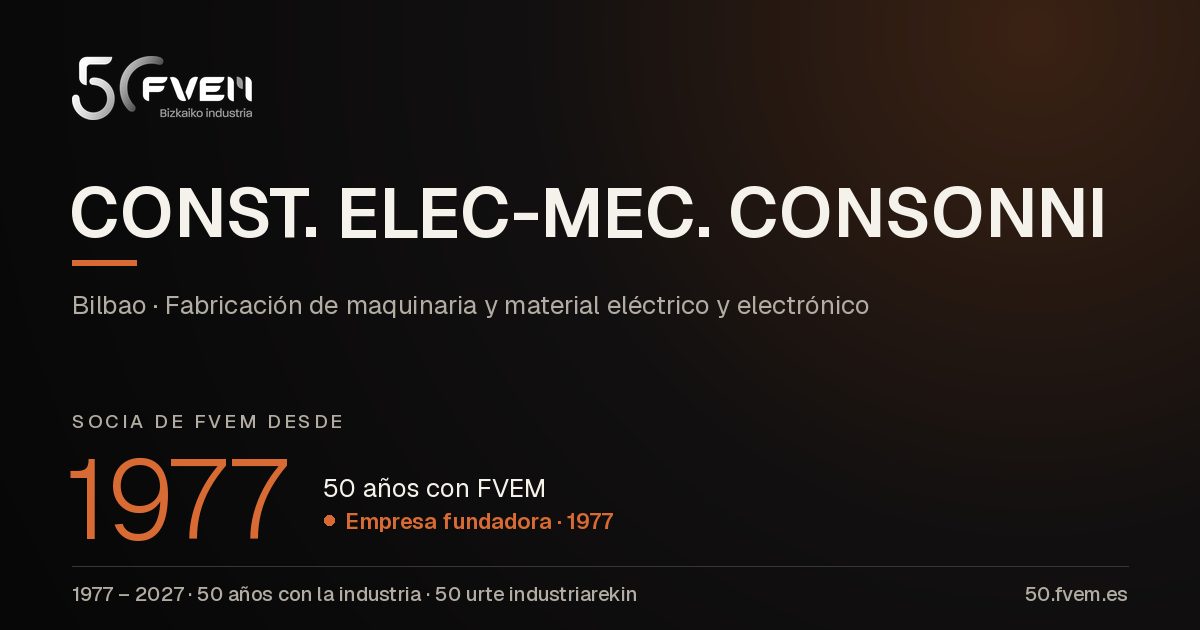 50 FVEM
Bizkaiko industria
CONST. ELEC-MEC. CONSONNI
Bilbao · Fabricación de maquinaria y material eléctrico y electrónico
SOCIA DE FVEM DESDE
1977
50 años con FVEM
Empresa fundadora · 1977
1977 – 2027 · 50 años con la industria · 50 urte industriarekin
50.fvem.es